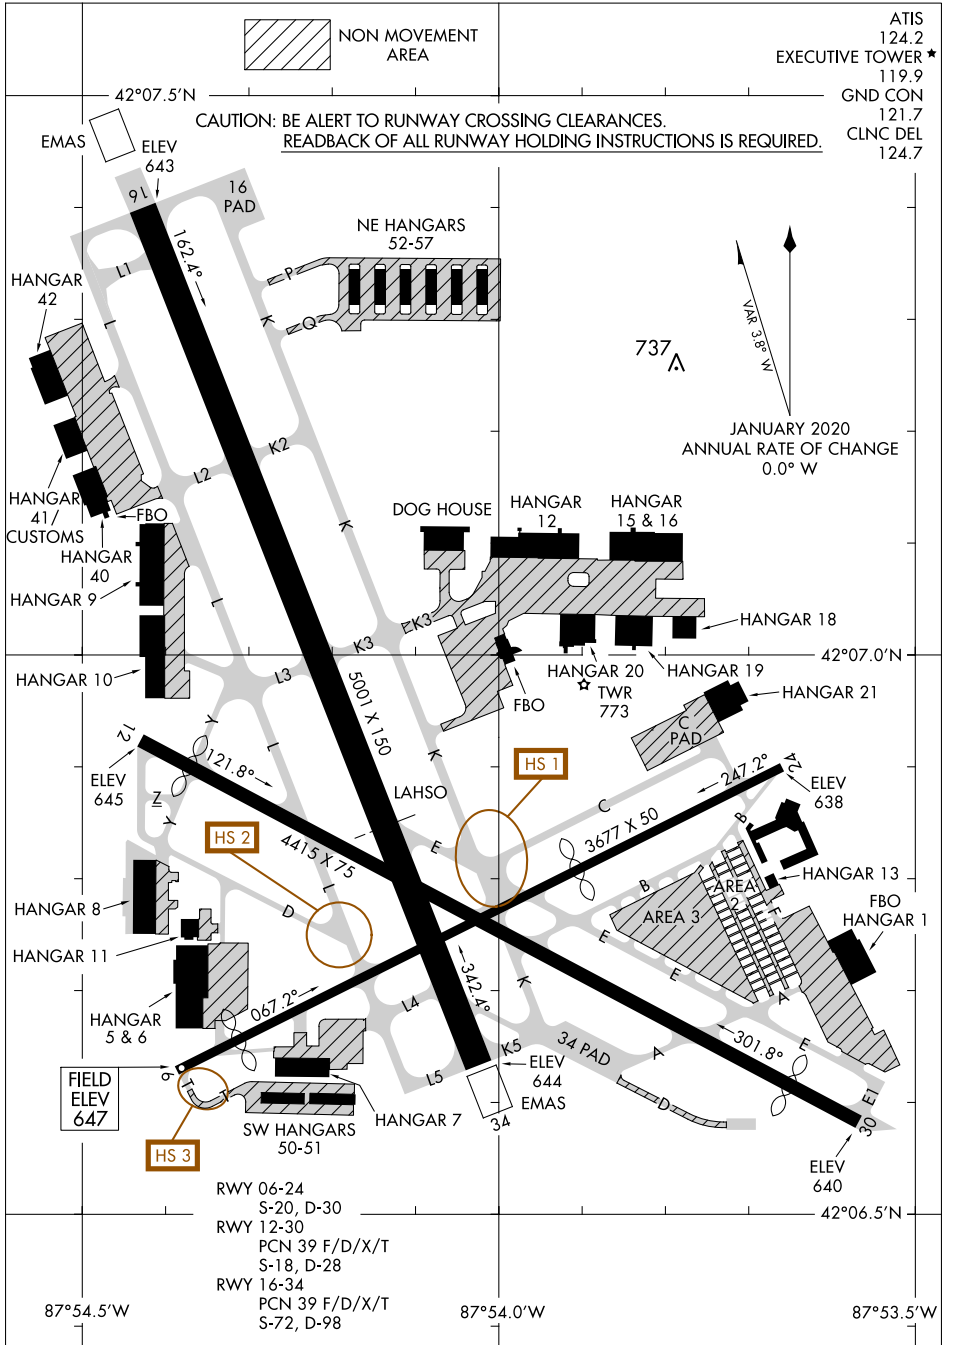 NON MOVEMENT
AREA
ATIS
124.2
EXECUTIVE TOWER ★
119.9
GND CON
121.7
CLNC DEL
124.7
42°07.5'N
CAUTION: BE ALERT TO RUNWAY CROSSING CLEARANCES.
READBACK OF ALL RUNWAY HOLDING INSTRUCTIONS IS REQUIRED.
EMAS
ELEV
643
16
16
PAD
162.4°
NE HANGARS
52-57
L1
P
HANGAR
42
L
K
Q
VAR 3.8° W
737
JANUARY 2020
ANNUAL RATE OF CHANGE
0.0° W
K2
L2
HANGAR
41/
CUSTOMS
FBO
HANGAR
40
K
DOG HOUSE
HANGAR
12
HANGAR
15 & 16
HANGAR 9
L
K3
K3
HANGAR 18
42°07.0'N
HANGAR 10
L3
5001 X 150
HANGAR 20
HANGAR 19
TWR
773
FBO
HANGAR 21
C
PAD
12
Y
L
K
121.8°
HS 1
247.2°
24
ELEV
645
ELEV
638
LAHSO
Z
Y
C
HS 2
E
3677 X 50
B
4415 X 75
HANGAR 8
L
B
AREA
2
HANGAR 13
D
AREA 3
F
FBO
HANGAR 1
E
HANGAR 11
E
342.4°
K
067.2°
L4
A
HANGAR
5 & 6
34 PAD
301.8°
E
K5
A
6
L5
ELEV
644
FIELD
ELEV
647
T
T
HANGAR 7
EMAS
D
E1
34
30
SW HANGARS
50-51
HS 3
ELEV
640
RWY 06-24
S-20, D-30
RWY 12-30
PCN 39 F/D/X/T
S-18, D-28
RWY 16-34
PCN 39 F/D/X/T
S-72, D-98
42°06.5'N
87°54.5'W
87°54.0'W
87°53.5'W